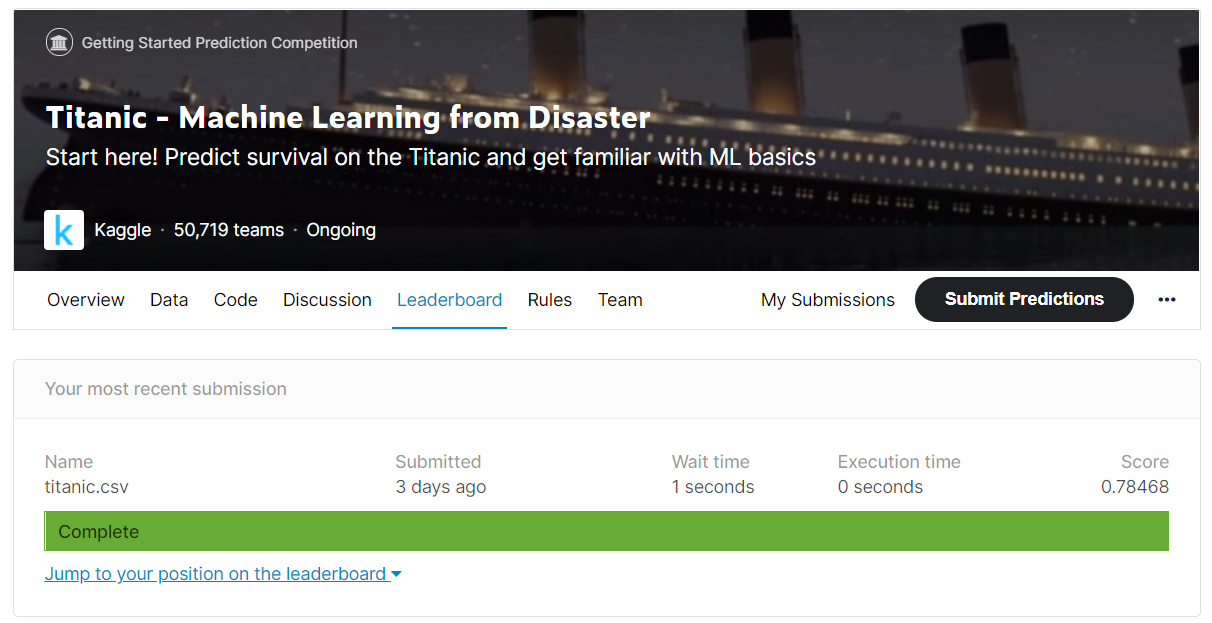 Getting Started Prediction Competition
Titanic - Machine Learning from Disaster
Start here! Predict survival on the Titanic and get familiar with ML basics
k Kaggle · 50,719 teams · Ongoing
Overview Data Code Discussion Leaderboard Rules Team My Submissions Submit Predictions •••
Your most recent submission
Name Submitted Wait time Execution time Score
titanic.csv 3 days ago 1 seconds 0 seconds 0.78468
Complete
Jump to your position on the leaderboard